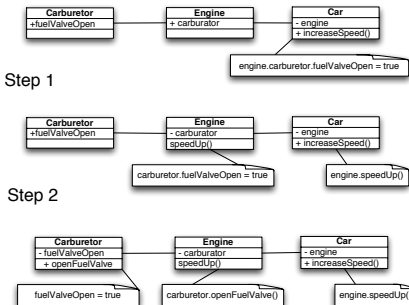 Carburetor
+fuelValveOpen
Engine
+ carburator
Car
- engine
+ increaseSpeed()
engine.carburetor.fuelValveOpen = true
Step 1
Carburetor
+fuelValveOpen
Engine
- carburator
speedUp()
Car
- engine
+ increaseSpeed()
carburetor.fuelValveOpen = true
engine.speedUp()
Step 2
Carburetor
- fuelValveOpen
+ openFuelValve
Engine
- carburator
speedUp()
Car
- engine
+ increaseSpeed()
fuelValveOpen = true
carburetor.openFuelValve()
engine.speedUp()